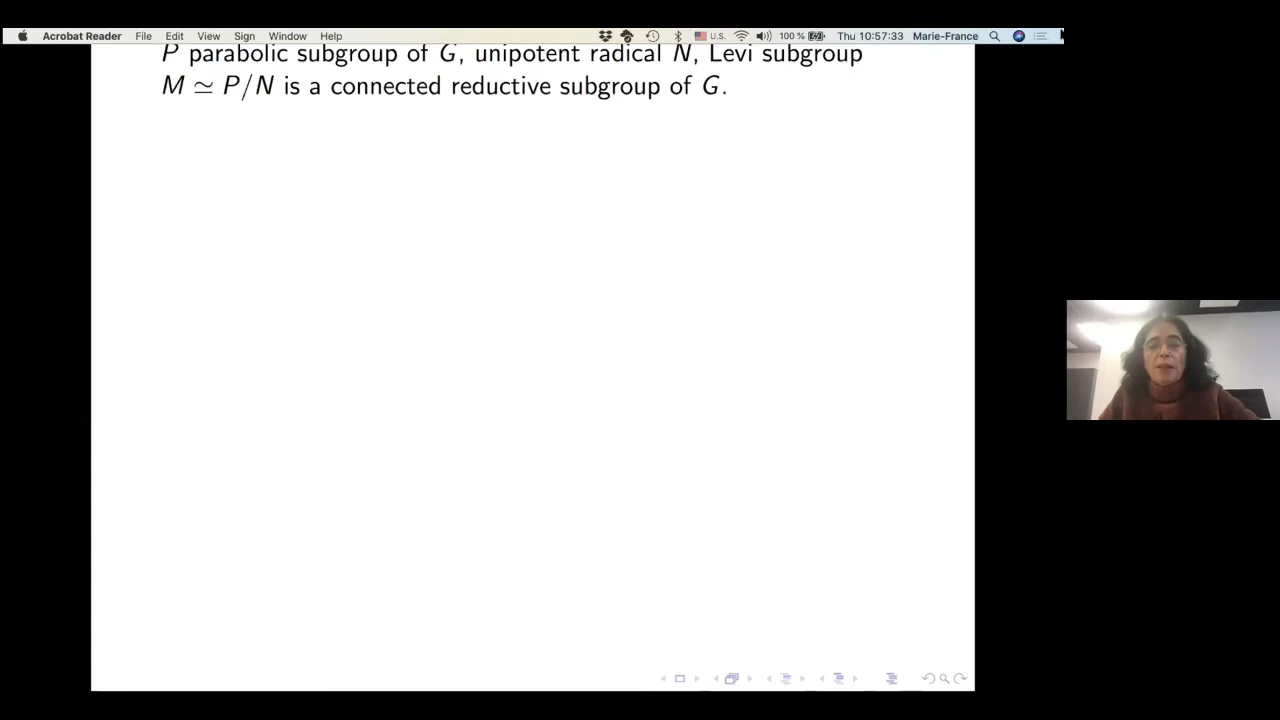 Acrobat Reader File Edit View Sign Window Help U.S. 100 % Thu 10:57:33 Marie-France
P parabolic subgroup of G, unipotent radical N, Levi subgroup
M ≃ P/N is a connected reductive subgroup of G.